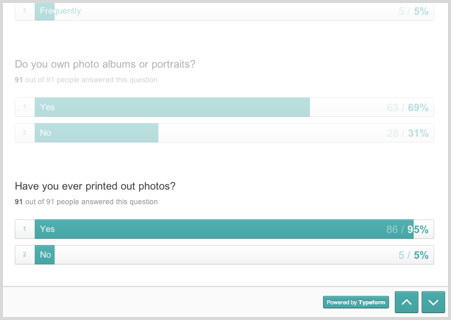 Frequently 5 / 5%
Do you own photo albums or portraits?
91 out of 91 people answered this question
1 Yes 63 / 69%
2 No 28 / 31%
Have you ever printed out photos?
91 out of 91 people answered this question
1 Yes 86 / 95%
2 No 5 / 5%
Powered by Typeform